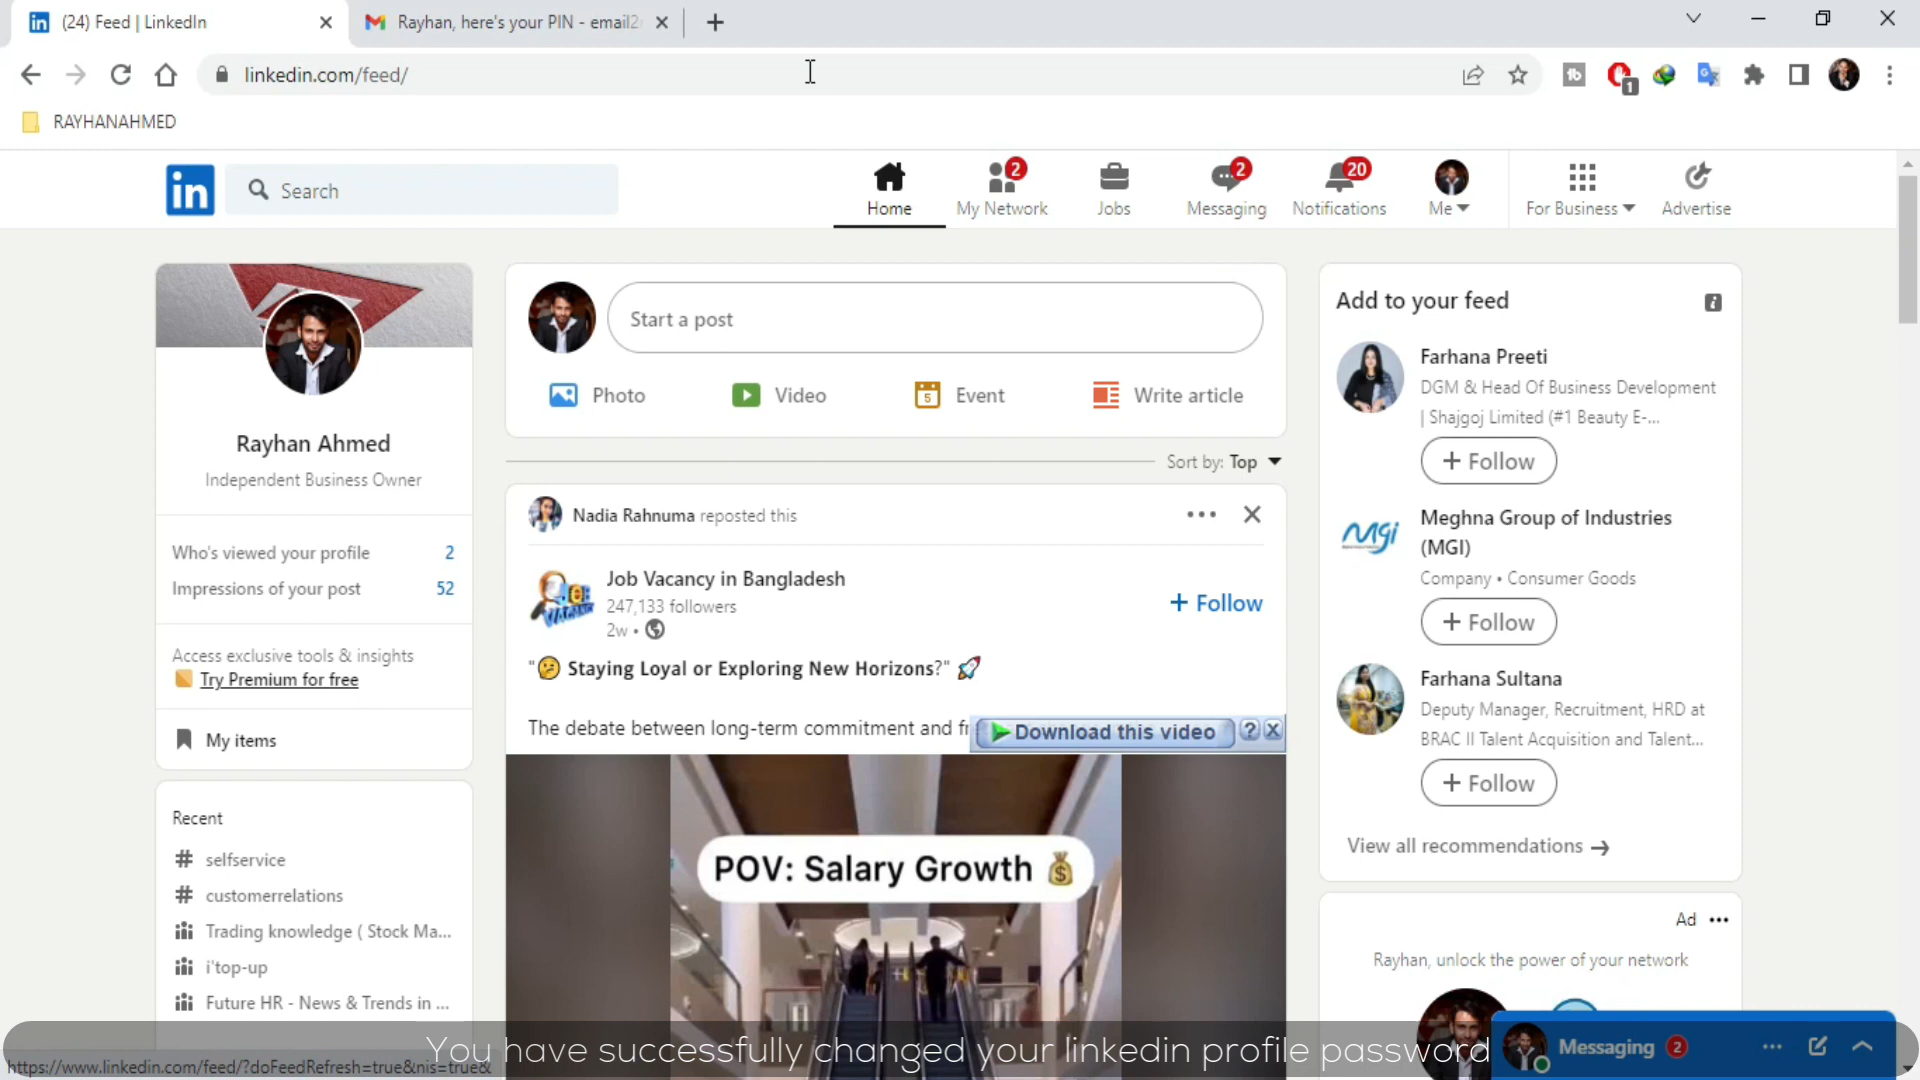 (24) Feed | LinkedIn
Rayhan, here's your PIN - email2
linkedin.com/feed/
1
RAYHANAHMED
in
Search
Home
2
My Network
Jobs
2
Messaging
20
Notifications
Me
For Business
Advertise
Rayhan Ahmed
Independent Business Owner
Who's viewed your profile 2
Impressions of your post 52
Access exclusive tools & insights
Try Premium for free
My items
Recent
# selfservice
# customerrelations
Trading knowledge ( Stock Ma...
i'top-up
Future HR - News & Trends in ...
Start a post
Photo
Video
5
Event
Write article
Sort by: Top
Nadia Rahnuma reposted this
JOB VACANCY
Job Vacancy in Bangladesh
247,133 followers
2w •
+ Follow
"🤔 Staying Loyal or Exploring New Horizons?" 🚀
The debate between long-term commitment and fr
Download this video
?
X
POV: Salary Growth 💰
Add to your feed
Farhana Preeti
DGM & Head Of Business Development
| Shajgoj Limited (#1 Beauty E-...
+ Follow
mgi
Meghna Group of Industries
(MGI)
Company • Consumer Goods
+ Follow
Farhana Sultana
Deputy Manager, Recruitment, HRD at
BRAC II Talent Acquisition and Talent...
+ Follow
View all recommendations →
Ad •••
Rayhan, unlock the power of your network
Messaging 2
You have successfully changed your linkedin profile password
https://www.linkedin.com/feed/?doFeedRefresh=true&nis=true&